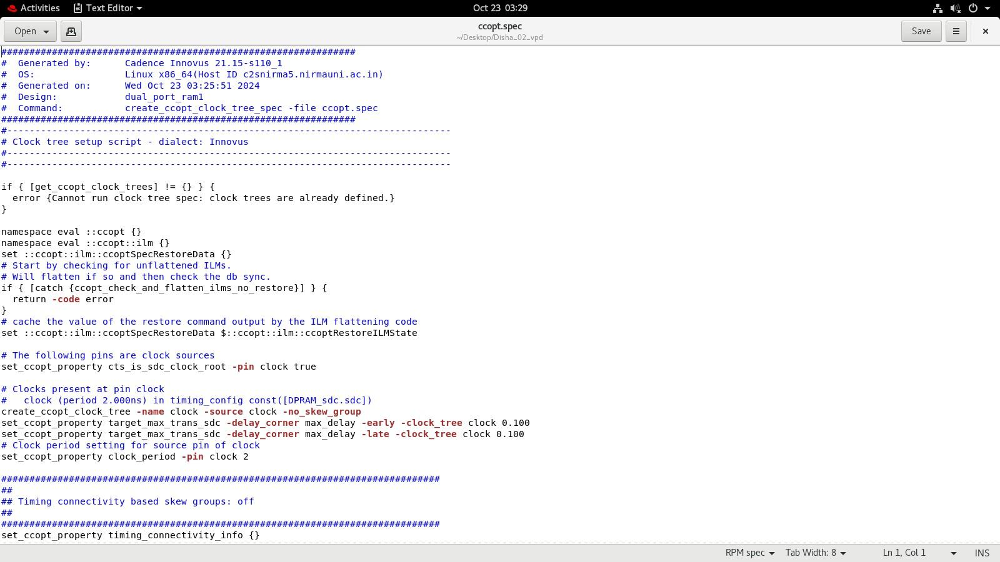 Activities Text Editor Oct 23 03:29
Open ccopt.spec Save
~/Desktop/Disha_02_vpd
###############################################################
#  Generated by:      Cadence Innovus 21.15-s110_1
#  OS:                Linux x86_64(Host ID c2snirma5.nirmauni.ac.in)
#  Generated on:      Wed Oct 23 03:25:51 2024
#  Design:            dual_port_ram1
#  Command:           create_ccopt_clock_tree_spec -file ccopt.spec
###############################################################
#-------------------------------------------------------------------------------
# Clock tree setup script - dialect: Innovus
#-------------------------------------------------------------------------------
#-------------------------------------------------------------------------------
if { [get_ccopt_clock_trees] != {} } {
  error {Cannot run clock tree spec: clock trees are already defined.}
}
namespace eval ::ccopt {}
namespace eval ::ccopt::ilm {}
set ::ccopt::ilm::ccoptSpecRestoreData {}
# Start by checking for unflattened ILMs.
# Will flatten if so and then check the db sync.
if { [catch {ccopt_check_and_flatten_ilms_no_restore}] } {
  return -code error
}
# cache the value of the restore command output by the ILM flattening code
set ::ccopt::ilm::ccoptSpecRestoreData $::ccopt::ilm::ccoptRestoreILMState
# The following pins are clock sources
set_ccopt_property cts_is_sdc_clock_root -pin clock true
# Clocks present at pin clock
#   clock (period 2.000ns) in timing_config const([DPRAM_sdc.sdc])
create_ccopt_clock_tree -name clock -source clock -no_skew_group
set_ccopt_property target_max_trans_sdc -delay_corner max_delay -early -clock_tree clock 0.100
set_ccopt_property target_max_trans_sdc -delay_corner max_delay -late -clock_tree clock 0.100
# Clock period setting for source pin of clock
set_ccopt_property clock_period -pin clock 2
##############################################################################
##
## Timing connectivity based skew groups: off
##
##############################################################################
set_ccopt_property timing_connectivity_info {}
RPM spec Tab Width: 8 Ln 1, Col 1 INS